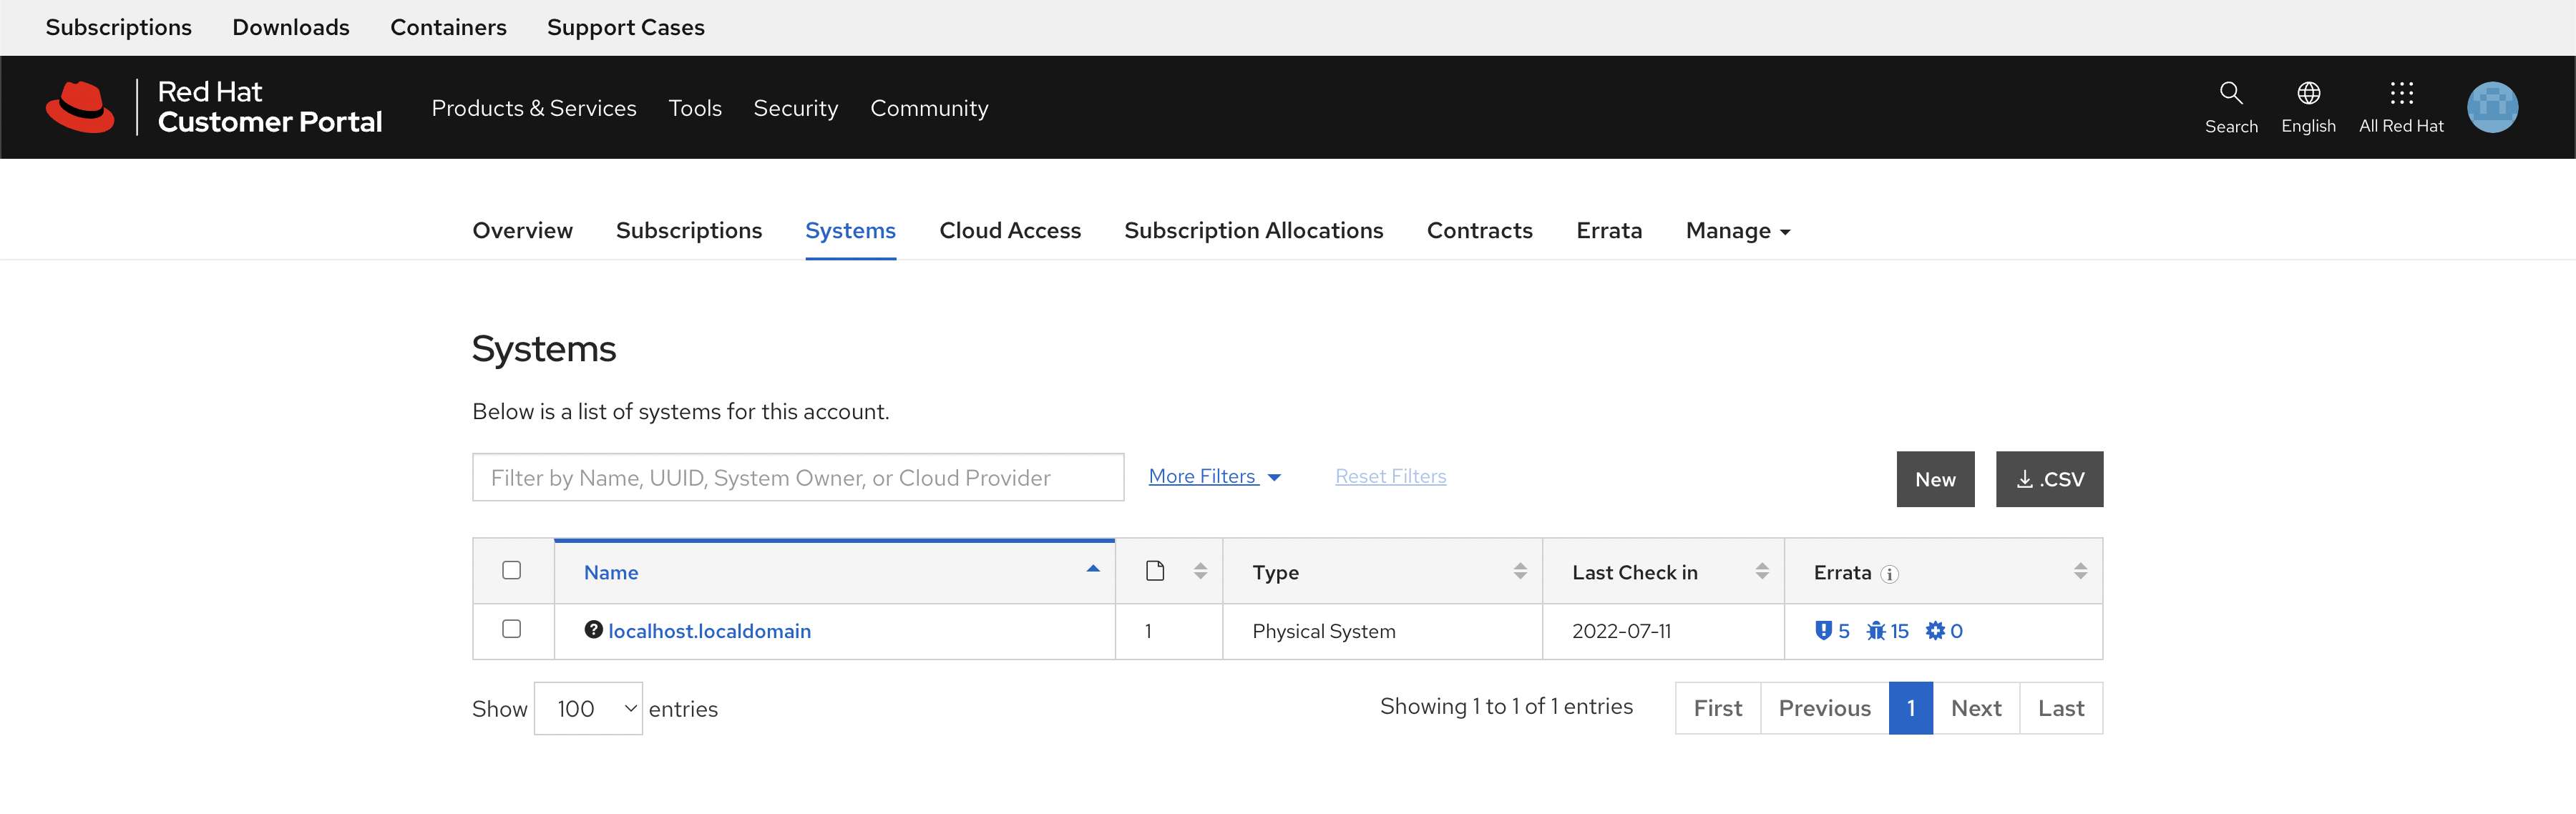 Subscriptions Downloads Containers Support Cases
Red Hat
Customer Portal
Products & Services Tools Security Community
Search English All Red Hat
Overview Subscriptions Systems Cloud Access Subscription Allocations Contracts Errata Manage
Systems
Below is a list of systems for this account.
Filter by Name, UUID, System Owner, or Cloud Provider More Filters Reset Filters New .CSV
Name Type Last Check in Errata
localhost.localdomain 1 Physical System 2022-07-11 5 15 0
Show 100 entries Showing 1 to 1 of 1 entries First Previous 1 Next Last